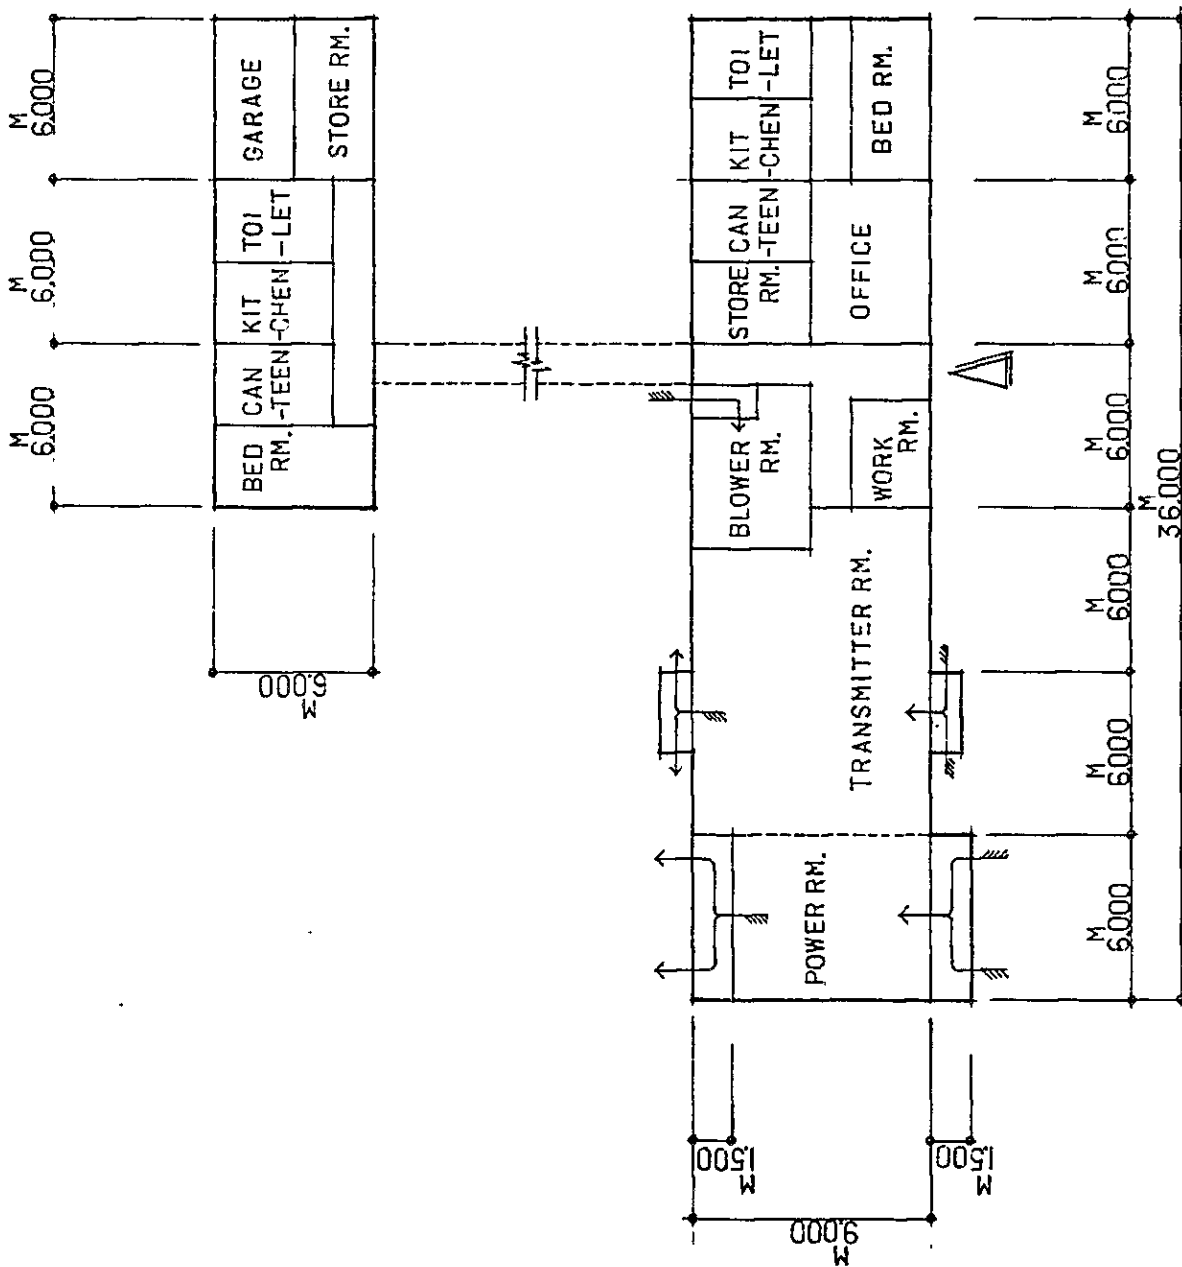 M
6.000
M
6.000
M
6.000
GARAGE
STORE RM.
TOI
-LET
KIT
-CHEN
CAN
-TEEN
BED
RM.
M
6.000
TOI
-LET
KIT
-CHEN
BED RM.
CAN
-TEEN
STORE
RM.
OFFICE
BLOWER
RM.
WORK
RM.
TRANSMITTER RM.
POWER RM.
M
6.000
M
6.000
M
6.000
M
6.000
M
6.000
M
6.000
M
36.000
M
1.500
M
1.500
M
9.000